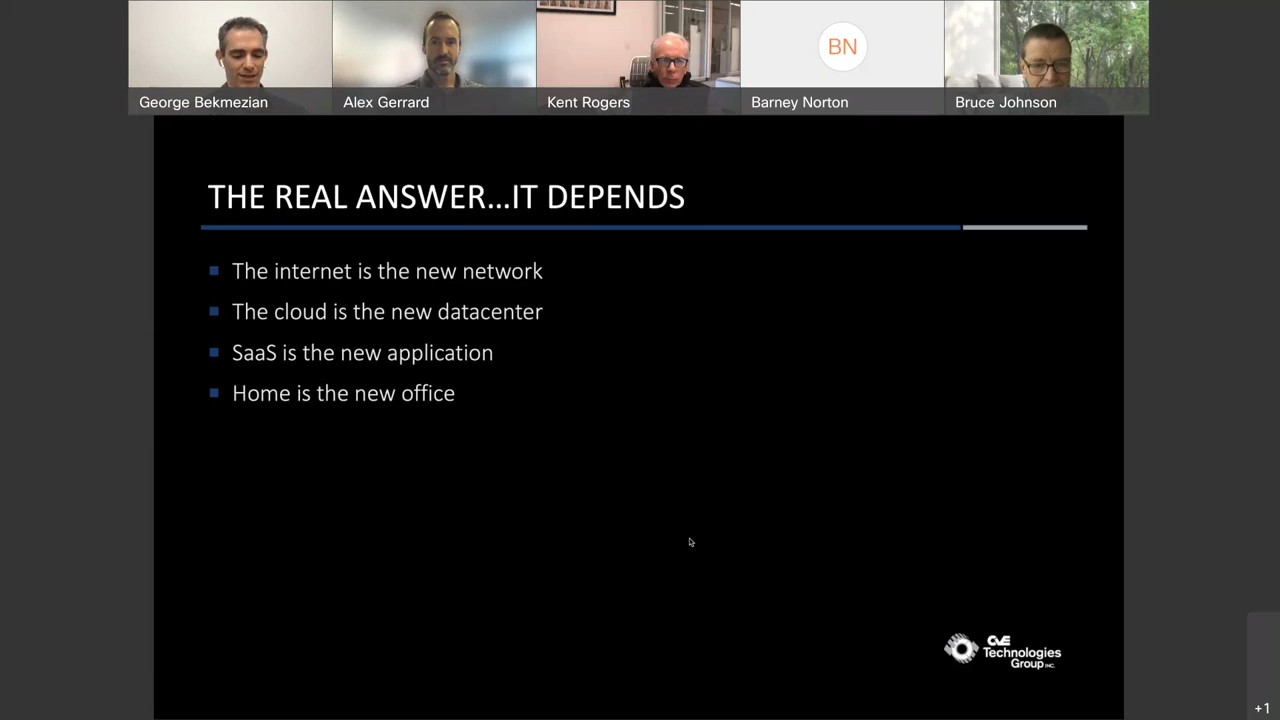 George Bekmezian
Alex Gerrard
Kent Rogers
BN
Barney Norton
Bruce Johnson
THE REAL ANSWER...IT DEPENDS
The internet is the new network
The cloud is the new datacenter
SaaS is the new application
Home is the new office
CVE
Technologies
Group INC.
+1